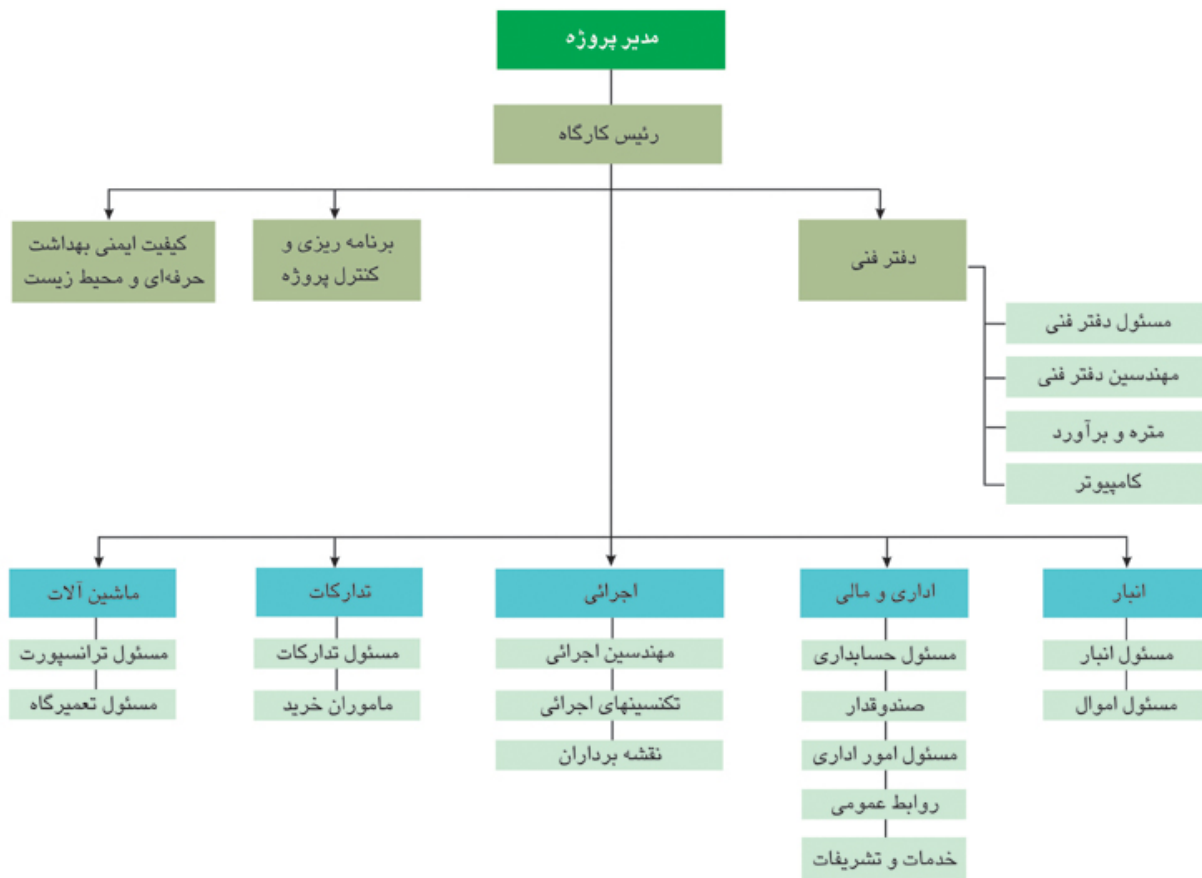 مدیر پروژه
رئیس کارگاه
دفتر فنی
برنامه ریزی و
کنترل پروژه
کیفیت ایمنی بهداشت
حرفه‌ای و محیط زیست
مسئول دفتر فنی
مهندسین دفتر فنی
متره و برآورد
کامپیوتر
انبار
مسئول انبار
مسئول اموال
اداری و مالی
مسئول حسابداری
صندوقدار
مسئول امور اداری
روابط عمومی
خدمات و تشریفات
اجرائی
مهندسین اجرائی
تکنسینهای اجرائی
نقشه برداران
تدارکات
مسئول تدارکات
ماموران خرید
ماشین آلات
مسئول ترانسپورت
مسئول تعمیرگاه